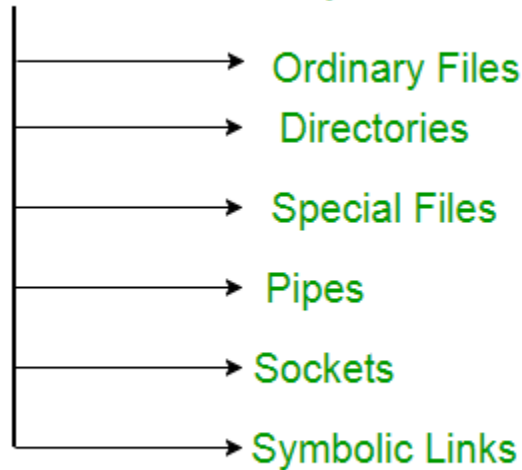 Ordinary Files
Directories
Special Files
Pipes
Sockets
Symbolic Links